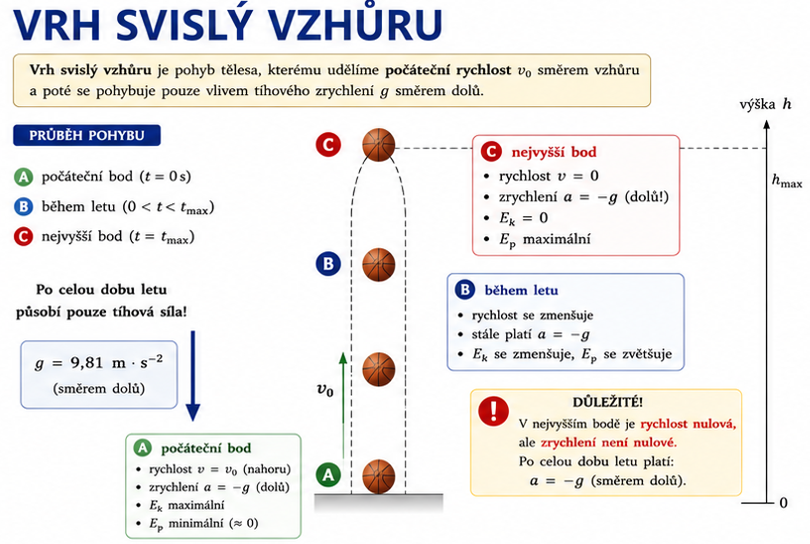 VRH SVISLÝ VZHŮRU
Vrh svislý vzhůru je pohyb tělesa, kterému udělíme počáteční rychlost v₀ směrem vzhůru
a poté se pohybuje pouze vlivem tíhového zrychlení g směrem dolů.
PRŮBĚH POHYBU
A počáteční bod (t = 0 s)
B během letu (0 < t < tₘₐₓ)
C nejvyšší bod (t = tₘₐₓ)
Po celou dobu letu
působí pouze tíhová síla!
g = 9,81 m · s⁻²
(směrem dolů)
A počáteční bod
• rychlost v = v₀ (nahoru)
• zrychlení a = −g (dolů)
• Eₖ maximální
• Eₚ minimální (≈ 0)
C
B
v₀
A
C nejvyšší bod
• rychlost v = 0
• zrychlení a = −g (dolů!)
• Eₖ = 0
• Eₚ maximální
B během letu
• rychlost se zmenšuje
• stále platí a = −g
• Eₖ se zmenšuje, Eₚ se zvětšuje
! DŮLEŽITÉ!
V nejvyšším bodě je rychlost nulová,
ale zrychlení není nulové.
Po celou dobu letu platí:
a = −g (směrem dolů).
výška h
hₘₐₓ
0